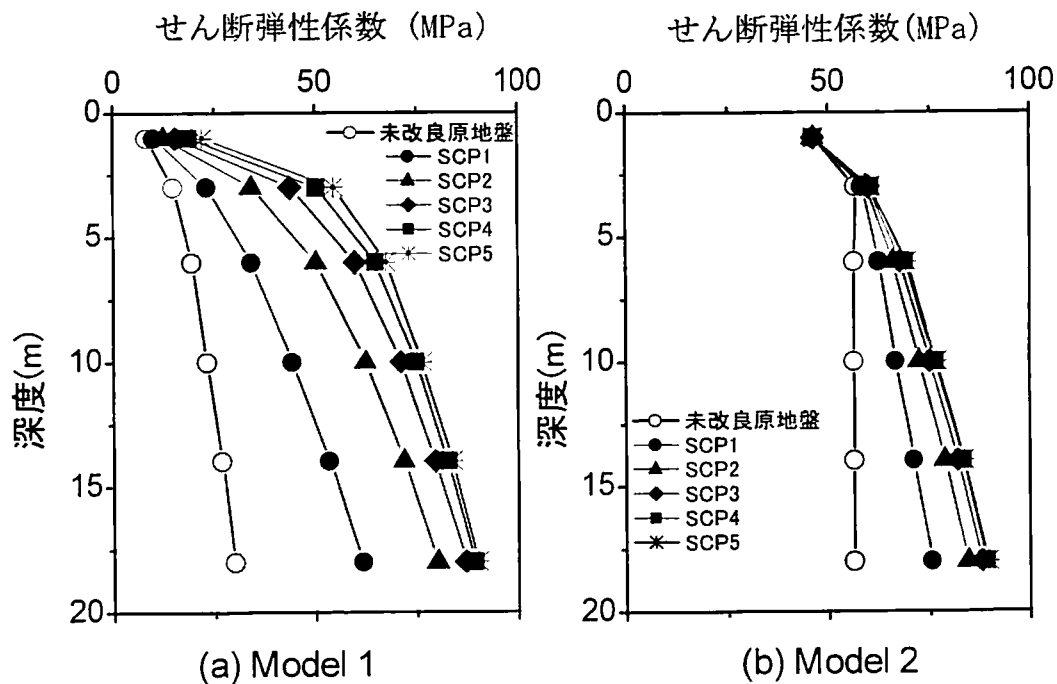 せん断弾性係数 (MPa)
0 50 100
0
5
10
15
20
深度(m)
未改良原地盤
SCP1
SCP2
SCP3
SCP4
SCP5
(a) Model 1
せん断弾性係数(MPa)
0 50 100
0
5
10
15
20
深度(m)
未改良原地盤
SCP1
SCP2
SCP3
SCP4
SCP5
(b) Model 2